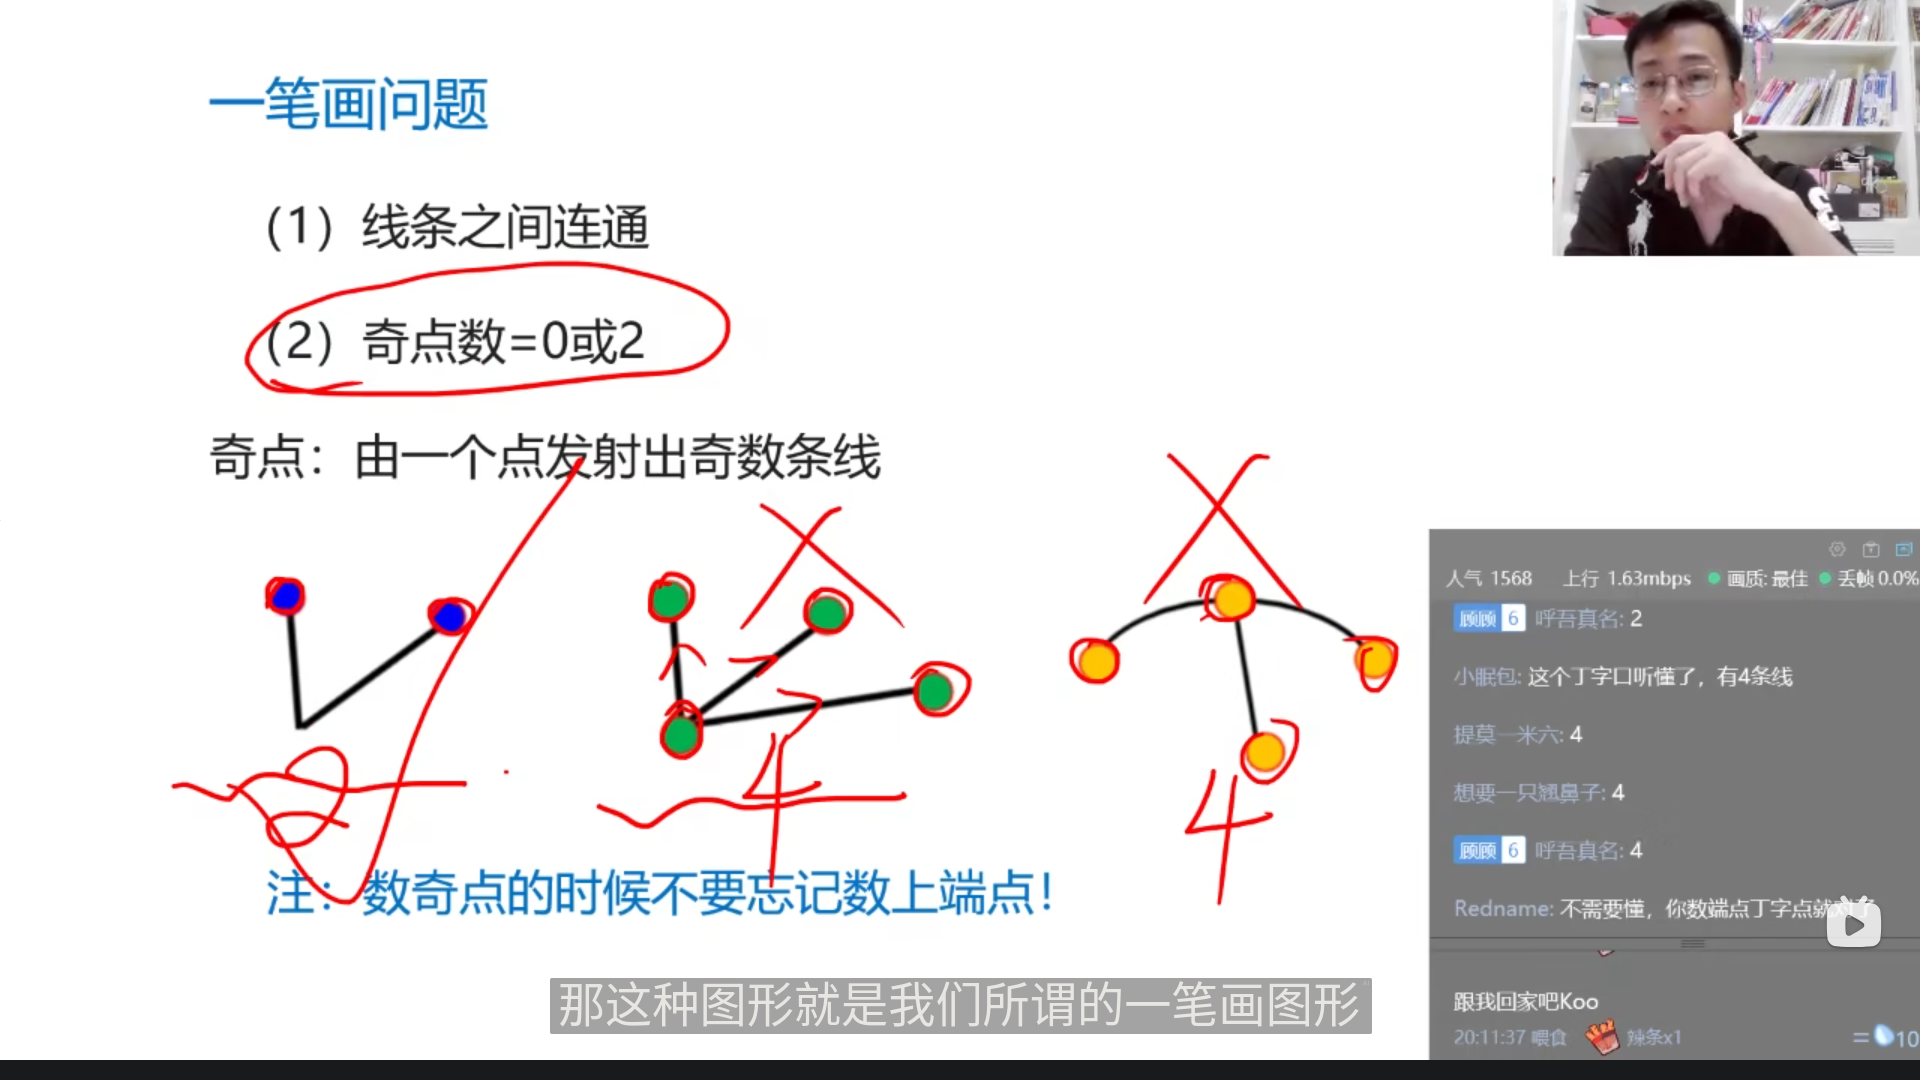 一笔画问题
（1）线条之间连通
（2）奇点数=0或2
奇点：由一个点发射出奇数条线
4
4
注：数奇点的时候不要忘记数上端点！
那这种图形就是我们所谓的一笔画图形
人气 1568 上行 1.63mbps 画质: 最佳 丢帧 0.0%
顾顾 6 呼吾真名: 2
小眠包: 这个丁字口听懂了，有4条线
提莫一米六: 4
想要一只翘鼻子: 4
顾顾 6 呼吾真名: 4
Redname: 不需要懂，你数端点丁字点就对了
跟我回家吧Koo
20:11:37 喂食 辣条x1